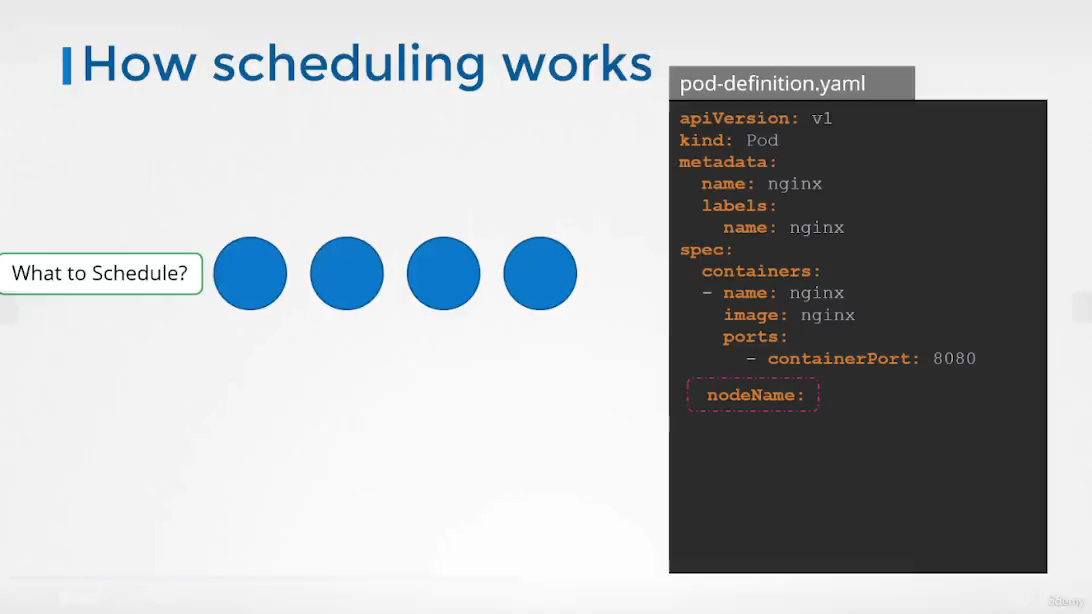 How scheduling works
pod-definition.yaml
apiVersion: v1
kind: Pod
metadata:
  name: nginx
  labels:
    name: nginx
spec:
  containers:
  - name: nginx
    image: nginx
    ports:
      - containerPort: 8080
  nodeName:
What to Schedule?
ûdemy